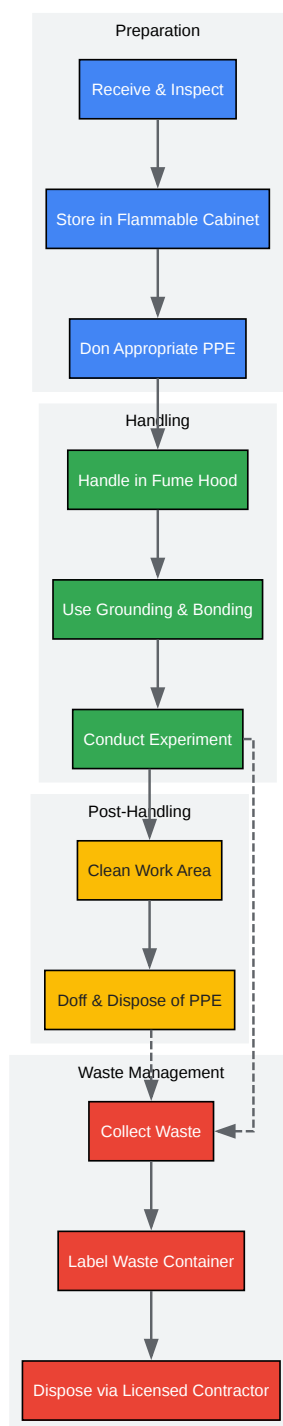 Preparation
Receive & Inspect
Store in Flammable Cabinet
Don Appropriate PPE
Handling
Handle in Fume Hood
Use Grounding & Bonding
Conduct Experiment
Post-Handling
Clean Work Area
Doff & Dispose of PPE
Waste Management
Collect Waste
Label Waste Container
Dispose via Licensed Contractor